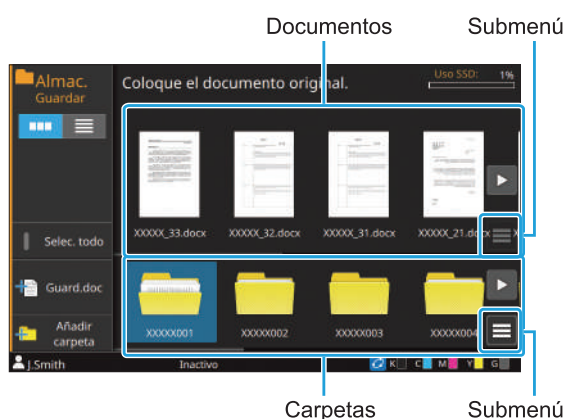 Documentos Submenú
Almac.
Guardar
Coloque el documento original.
Uso SSD: 1%
XXXXX_33.docx XXXXX_32.docx XXXXX_31.docx XXXXX_21.docx X
Selec. todo
Guard.doc
Añadir
carpeta
XXXXX001 XXXXX002 XXXXX003 XXXXX004
J.Smith Inactivo K C M Y G
Carpetas Submenú